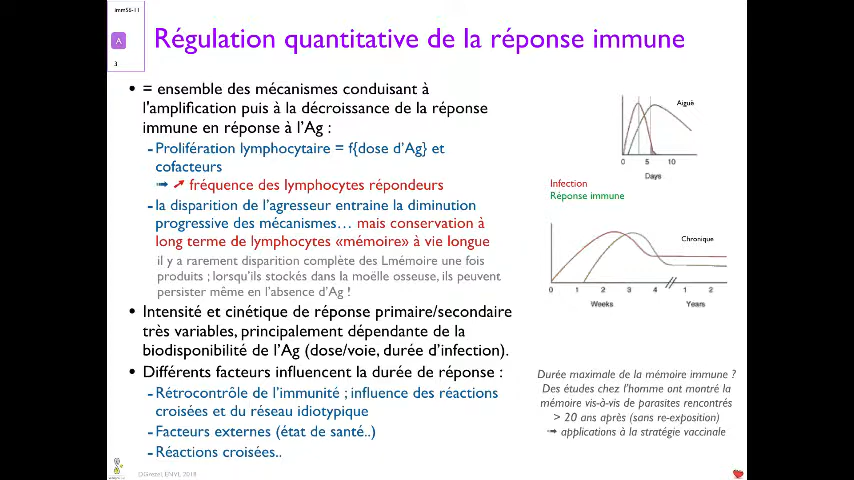 immS6-11
A
3
Régulation quantitative de la réponse immune
• = ensemble des mécanismes conduisant à
l'amplification puis à la décroissance de la réponse
immune en réponse à l'Ag :
- Prolifération lymphocytaire = f{dose d'Ag} et
cofacteurs
➟ ➚ fréquence des lymphocytes répondeurs
- la disparition de l'agresseur entraine la diminution
progressive des mécanismes… mais conservation à
long terme de lymphocytes «mémoire» à vie longue
il y a rarement disparition complète des Lmémoire une fois
produits ; lorsqu'ils stockés dans la moëlle osseuse, ils peuvent
persister même en l'absence d'Ag !
• Intensité et cinétique de réponse primaire/secondaire
très variables, principalement dépendante de la
biodisponibilité de l'Ag (dose/voie, durée d'infection).
• Différents facteurs influencent la durée de réponse :
- Rétrocontrôle de l'immunité ; influence des réactions
croisées et du réseau idiotypique
- Facteurs externes (état de santé..)
- Réactions croisées..
Aiguë
0 5 10
Days
Infection
Réponse immune
Chronique
0 1 2 3 4 1 2
Weeks Years
Durée maximale de la mémoire immune ?
Des études chez l'homme ont montré la
mémoire vis-à-vis de parasites rencontrés
> 20 ans après (sans re-exposition)
➟ applications à la stratégie vaccinale